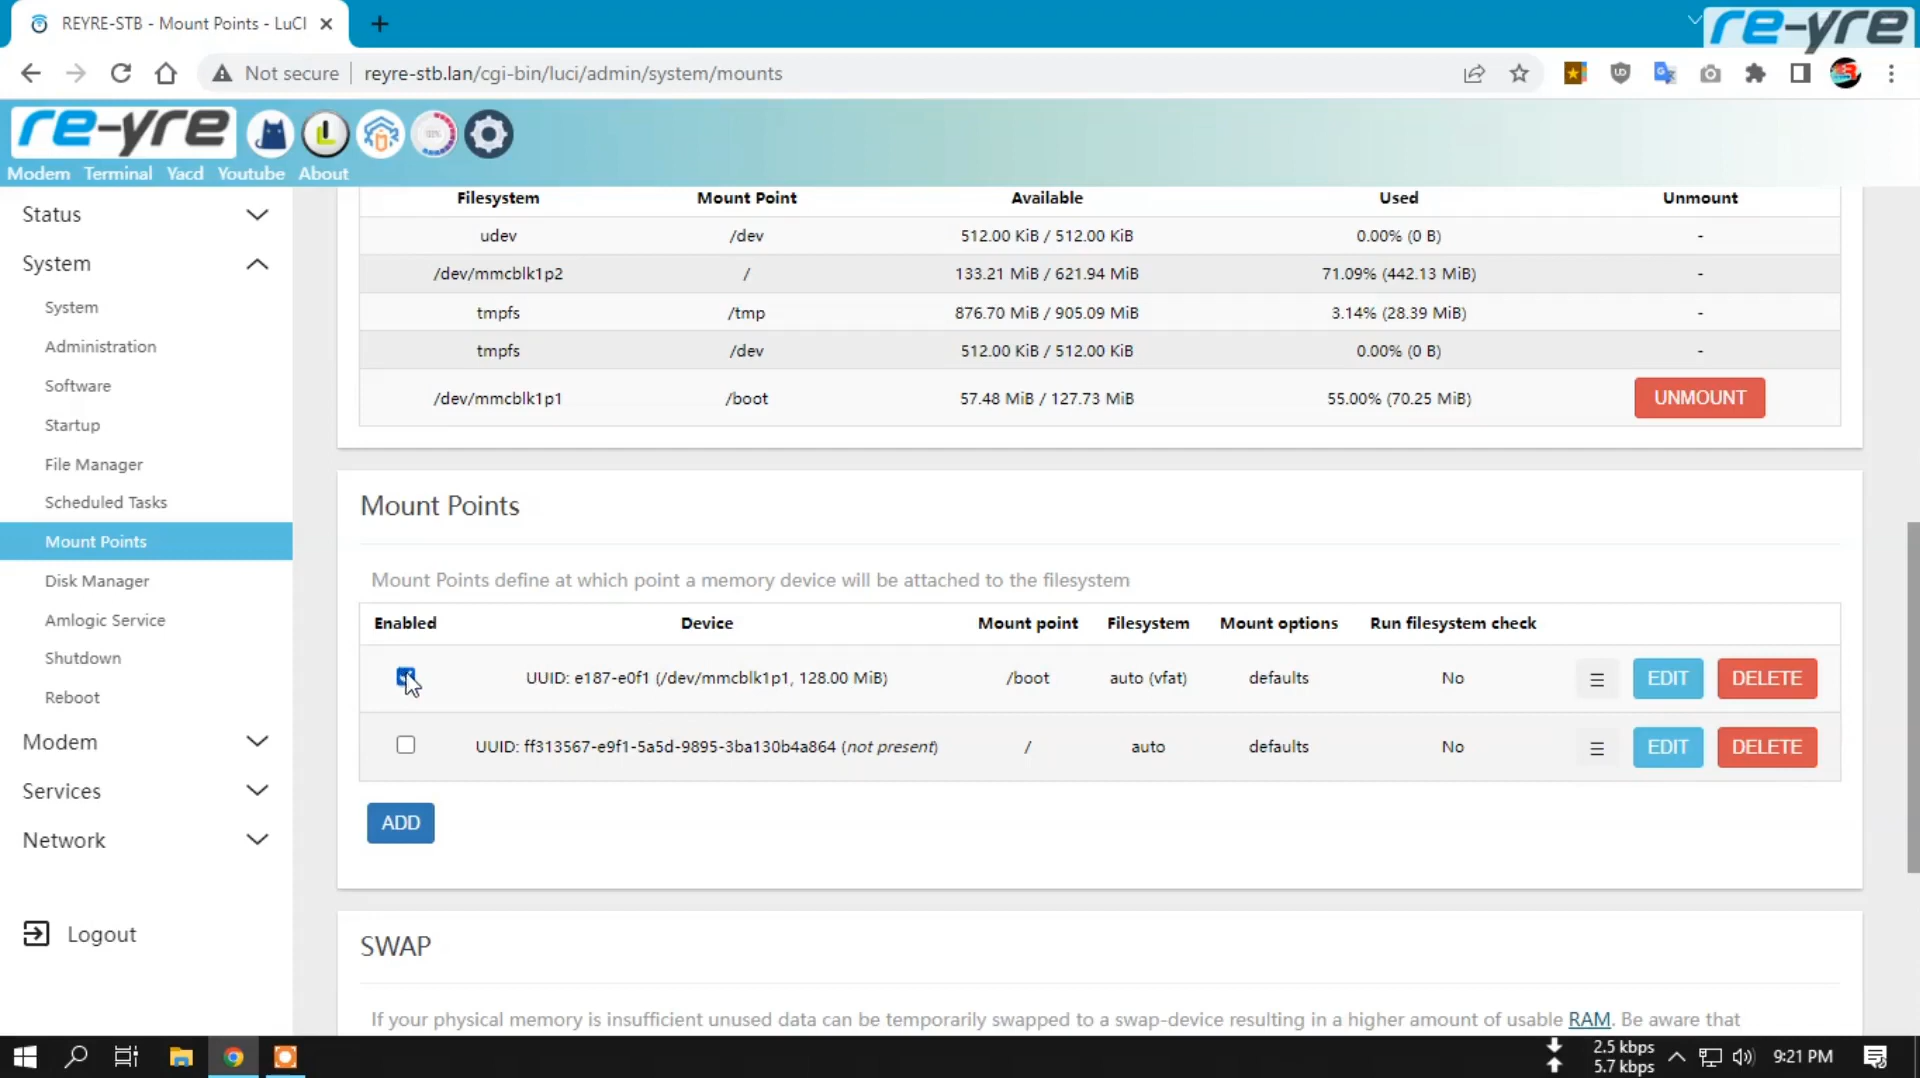 REYRE-STB - Mount Points - LuCI
re-yre
Not secure
reyre-stb.lan/cgi-bin/luci/admin/system/mounts
re-yre
Modem Terminal Yacd Youtube About
Status
System
System
Administration
Software
Startup
File Manager
Scheduled Tasks
Mount Points
Disk Manager
Amlogic Service
Shutdown
Reboot
Modem
Services
Network
Logout
Filesystem Mount Point Available Used Unmount
udev /dev 512.00 KiB / 512.00 KiB 0.00% (0 B) -
/dev/mmcblk1p2 / 133.21 MiB / 621.94 MiB 71.09% (442.13 MiB) -
tmpfs /tmp 876.70 MiB / 905.09 MiB 3.14% (28.39 MiB) -
tmpfs /dev 512.00 KiB / 512.00 KiB 0.00% (0 B) -
/dev/mmcblk1p1 /boot 57.48 MiB / 127.73 MiB 55.00% (70.25 MiB) UNMOUNT
Mount Points
Mount Points define at which point a memory device will be attached to the filesystem
Enabled Device Mount point Filesystem Mount options Run filesystem check
UUID: e187-e0f1 (/dev/mmcblk1p1, 128.00 MiB) /boot auto (vfat) defaults No EDIT DELETE
UUID: ff313567-e9f1-5a5d-9895-3ba130b4a864 (not present) / auto defaults No EDIT DELETE
ADD
SWAP
If your physical memory is insufficient unused data can be temporarily swapped to a swap-device resulting in a higher amount of usable RAM. Be aware that
2.5 kbps
5.7 kbps
9:21 PM